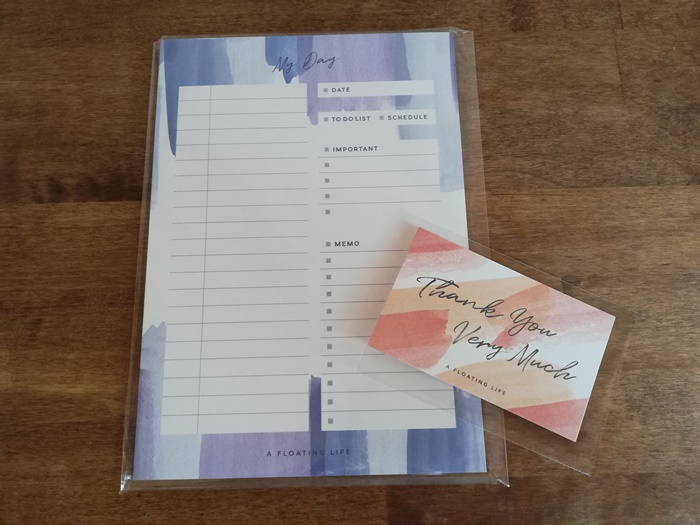 My Day
DATE
TO DO LIST SCHEDULE
IMPORTANT
MEMO
A FLOATING LIFE
Thank You
Very Much
A FLOATING LIFE